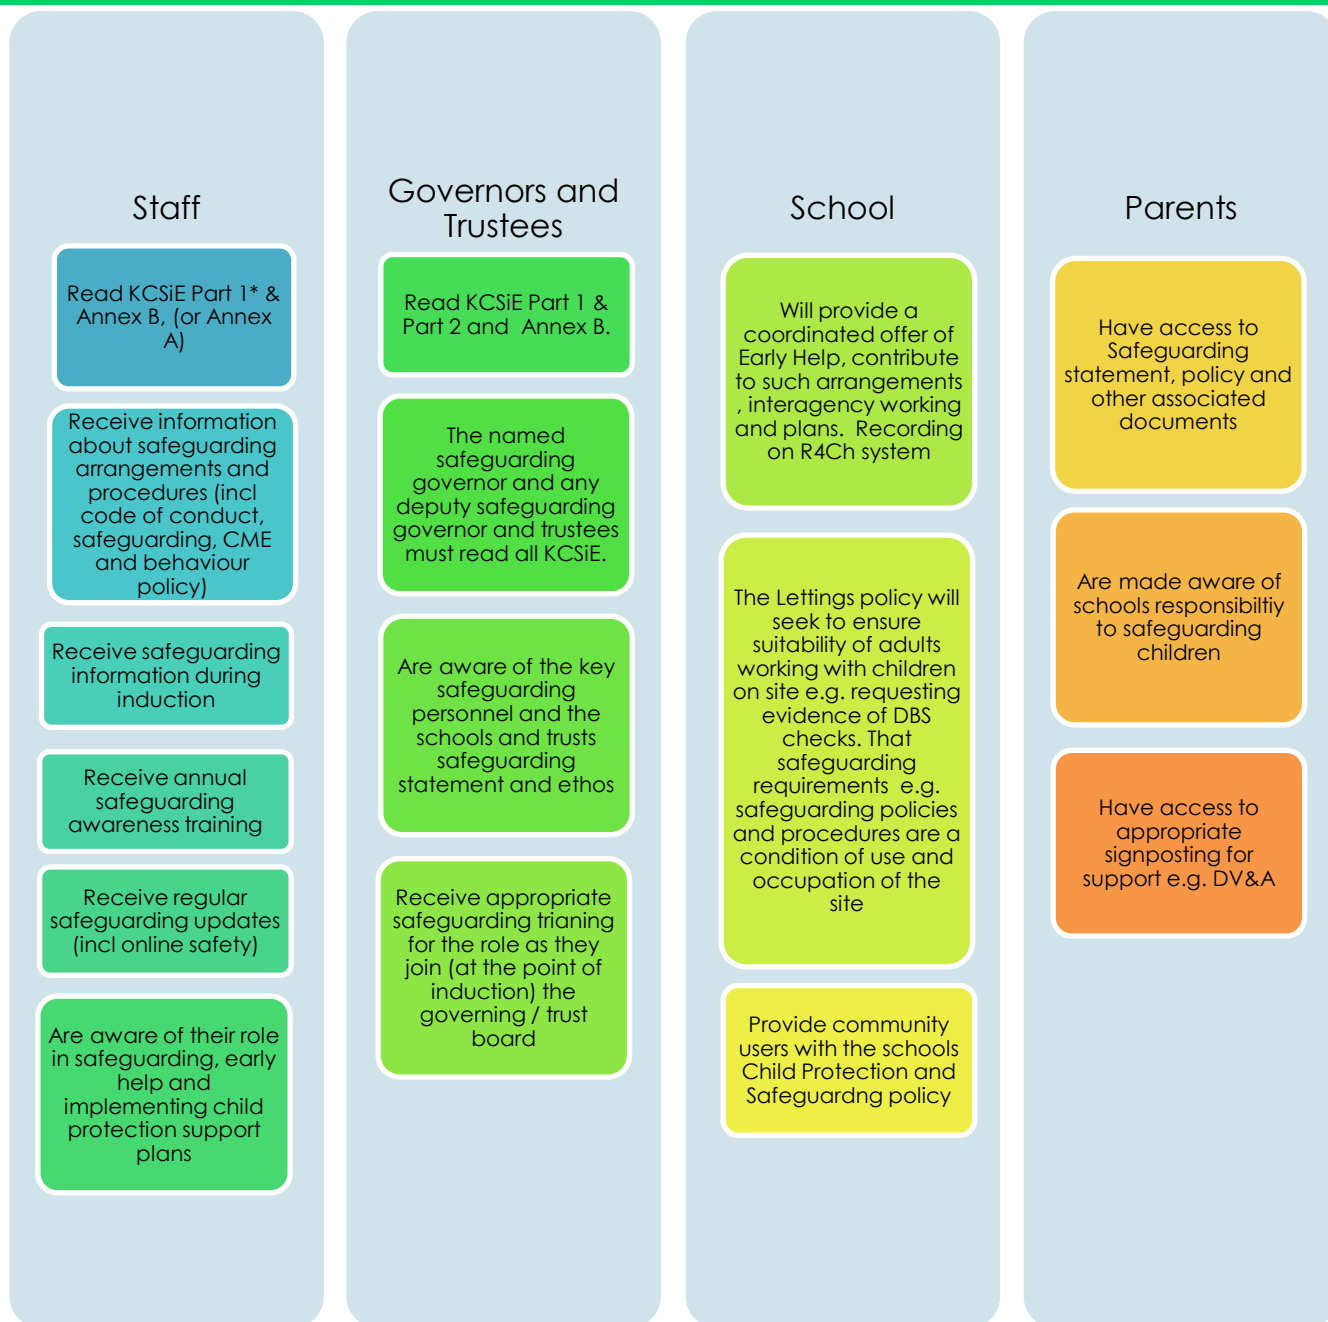 Staff
Read KCSiE Part 1* &
Annex B, (or Annex
A)
Receive information
about safeguarding
arrangements and
procedures (incl
code of conduct,
safeguarding, CME
and behaviour
policy)
Receive safeguarding
information during
induction
Receive annual
safeguarding
awareness training
Receive regular
safeguarding updates
(incl online safety)
Are aware of their role
in safeguarding, early
help and
implementing child
protection support
plans
Governors and
Trustees
Read KCSiE Part 1 &
Part 2 and  Annex B.
The named
safeguarding
governor and any
deputy safeguarding
governor and trustees
must read all KCSiE.
Are aware of the key
safeguarding
personnel and the
schools and trusts
safeguarding
statement and ethos
Receive appropriate
safeguarding trianing
for the role as they
join (at the point of
induction) the
governing / trust
board
School
Will provide a
coordinated offer of
Early Help, contribute
to such arrangements
, interagency working
and plans.  Recording
on R4Ch system
The Lettings policy will
seek to ensure
suitability of adults
working with children
on site e.g. requesting
evidence of DBS
checks. That
safeguarding
requirements  e.g.
safeguarding policies
and procedures are a
condition of use and
occupation of the
site
Provide community
users with the schools
Child Protection and
Safeguardng policy
Parents
Have access to
Safeguarding
statement, policy and
other associated
documents
Are made aware of
schools responsibiltiy
to safeguarding
children
Have access to
appropriate
signposting for
support e.g. DV&A